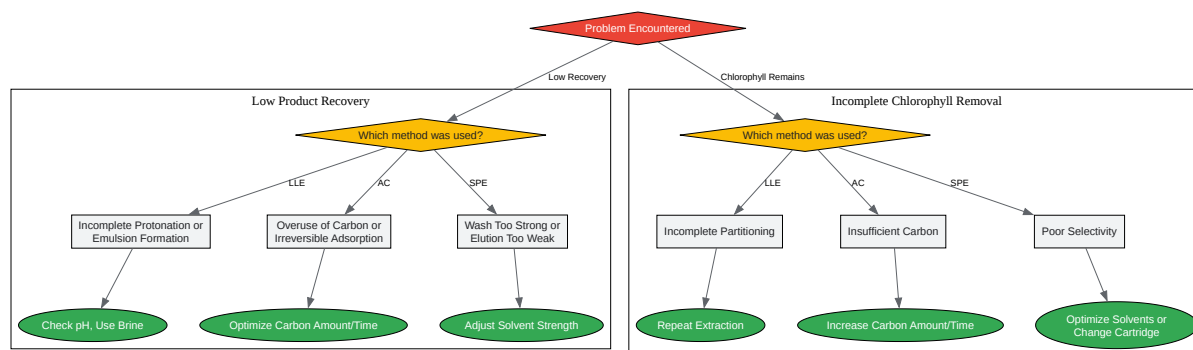 Problem Encountered
Low Recovery
Chlorophyll Remains
Low Product Recovery
Which method was used?
LLE
AC
SPE
Incomplete Protonation or
Emulsion Formation
Overuse of Carbon or
Irreversible Adsorption
Wash Too Strong or
Elution Too Weak
Check pH, Use Brine
Optimize Carbon Amount/Time
Adjust Solvent Strength
Incomplete Chlorophyll Removal
Which method was used?
LLE
AC
SPE
Incomplete Partitioning
Insufficient Carbon
Poor Selectivity
Repeat Extraction
Increase Carbon Amount/Time
Optimize Solvents or
Change Cartridge